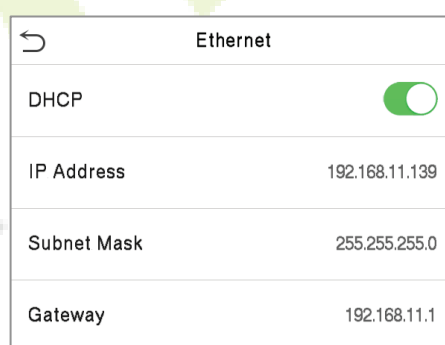 Ethernet
DHCP
IP Address 192.168.11.139
Subnet Mask 255.255.255.0
Gateway 192.168.11.1